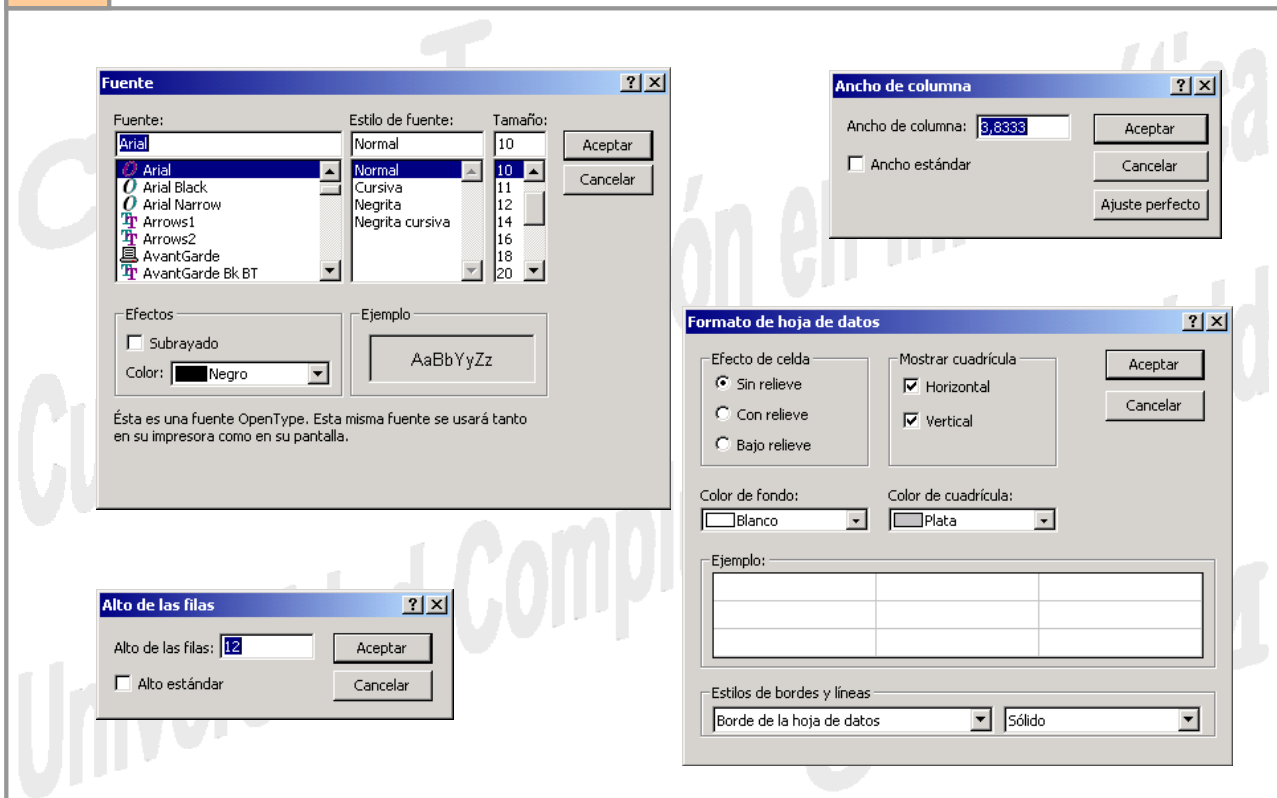 Fuente
Fuente:
Estilo de fuente:
Tamaño:
Arial
Normal
10
Aceptar
Cancelar
Arial
Arial Black
Arial Narrow
Arrows1
Arrows2
AvantGarde
AvantGarde Bk BT
Normal
Cursiva
Negrita
Negrita cursiva
10
11
12
14
16
18
20
Efectos
Subrayado
Color:
Negro
Ejemplo
AaBbYyZz
Ésta es una fuente OpenType. Esta misma fuente se usará tanto
en su impresora como en su pantalla.
Ancho de columna
Ancho de columna:
3,8333
Aceptar
Ancho estándar
Cancelar
Ajuste perfecto
Formato de hoja de datos
Efecto de celda
Sin relieve
Con relieve
Bajo relieve
Mostrar cuadrícula
Horizontal
Vertical
Aceptar
Cancelar
Color de fondo:
Blanco
Color de cuadrícula:
Plata
Ejemplo:
Estilos de bordes y líneas
Borde de la hoja de datos
Sólido
Alto de las filas
Alto de las filas:
12
Aceptar
Alto estándar
Cancelar